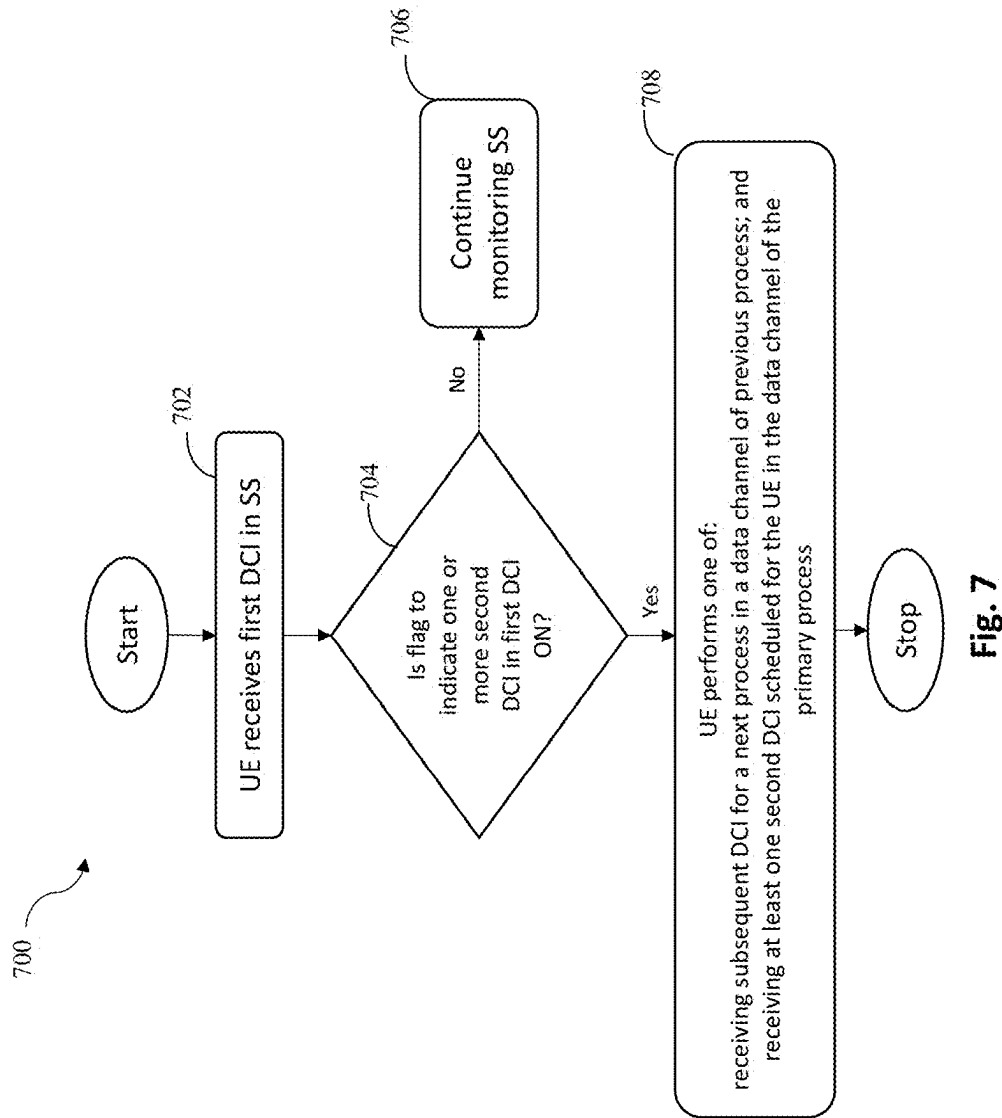 700
Start
702
UE receives first DCI in SS
704
Is flag to
indicate one or
more second
DCI in first DCI
ON?
No
706
Continue
monitoring SS
Yes
708
UE performs one of:
receiving subsequent DCI for a next process in a data channel of previous process; and
receiving at least one second DCI scheduled for the UE in the data channel of the
primary process
Stop
Fig. 7